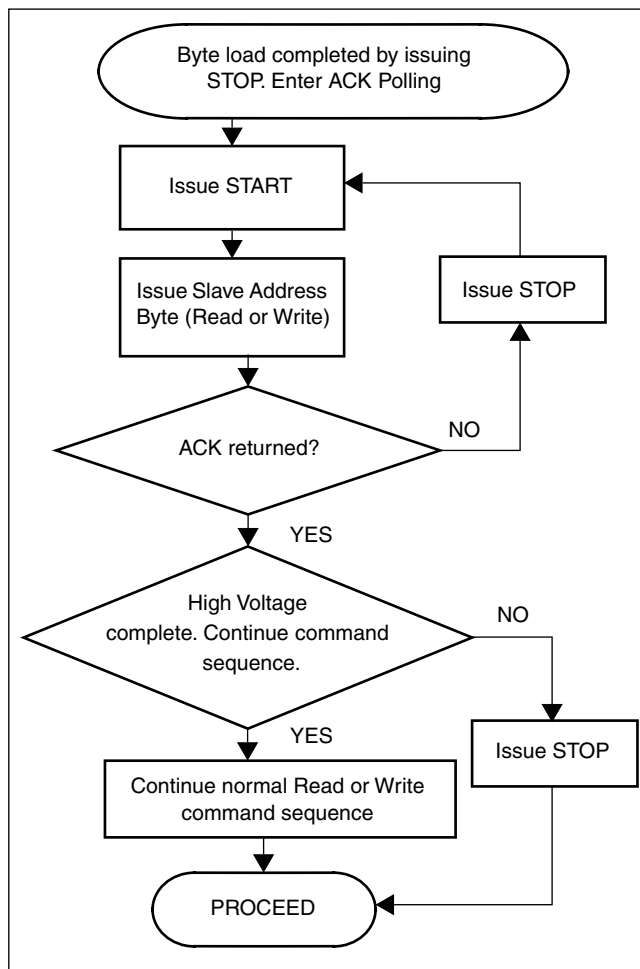 Byte load completed by issuing
STOP. Enter ACK Polling
Issue START
Issue Slave Address
Byte (Read or Write)
Issue STOP
ACK returned?
NO
YES
High Voltage
complete. Continue command
sequence.
NO
YES
Issue STOP
Continue normal Read or Write
command sequence
PROCEED